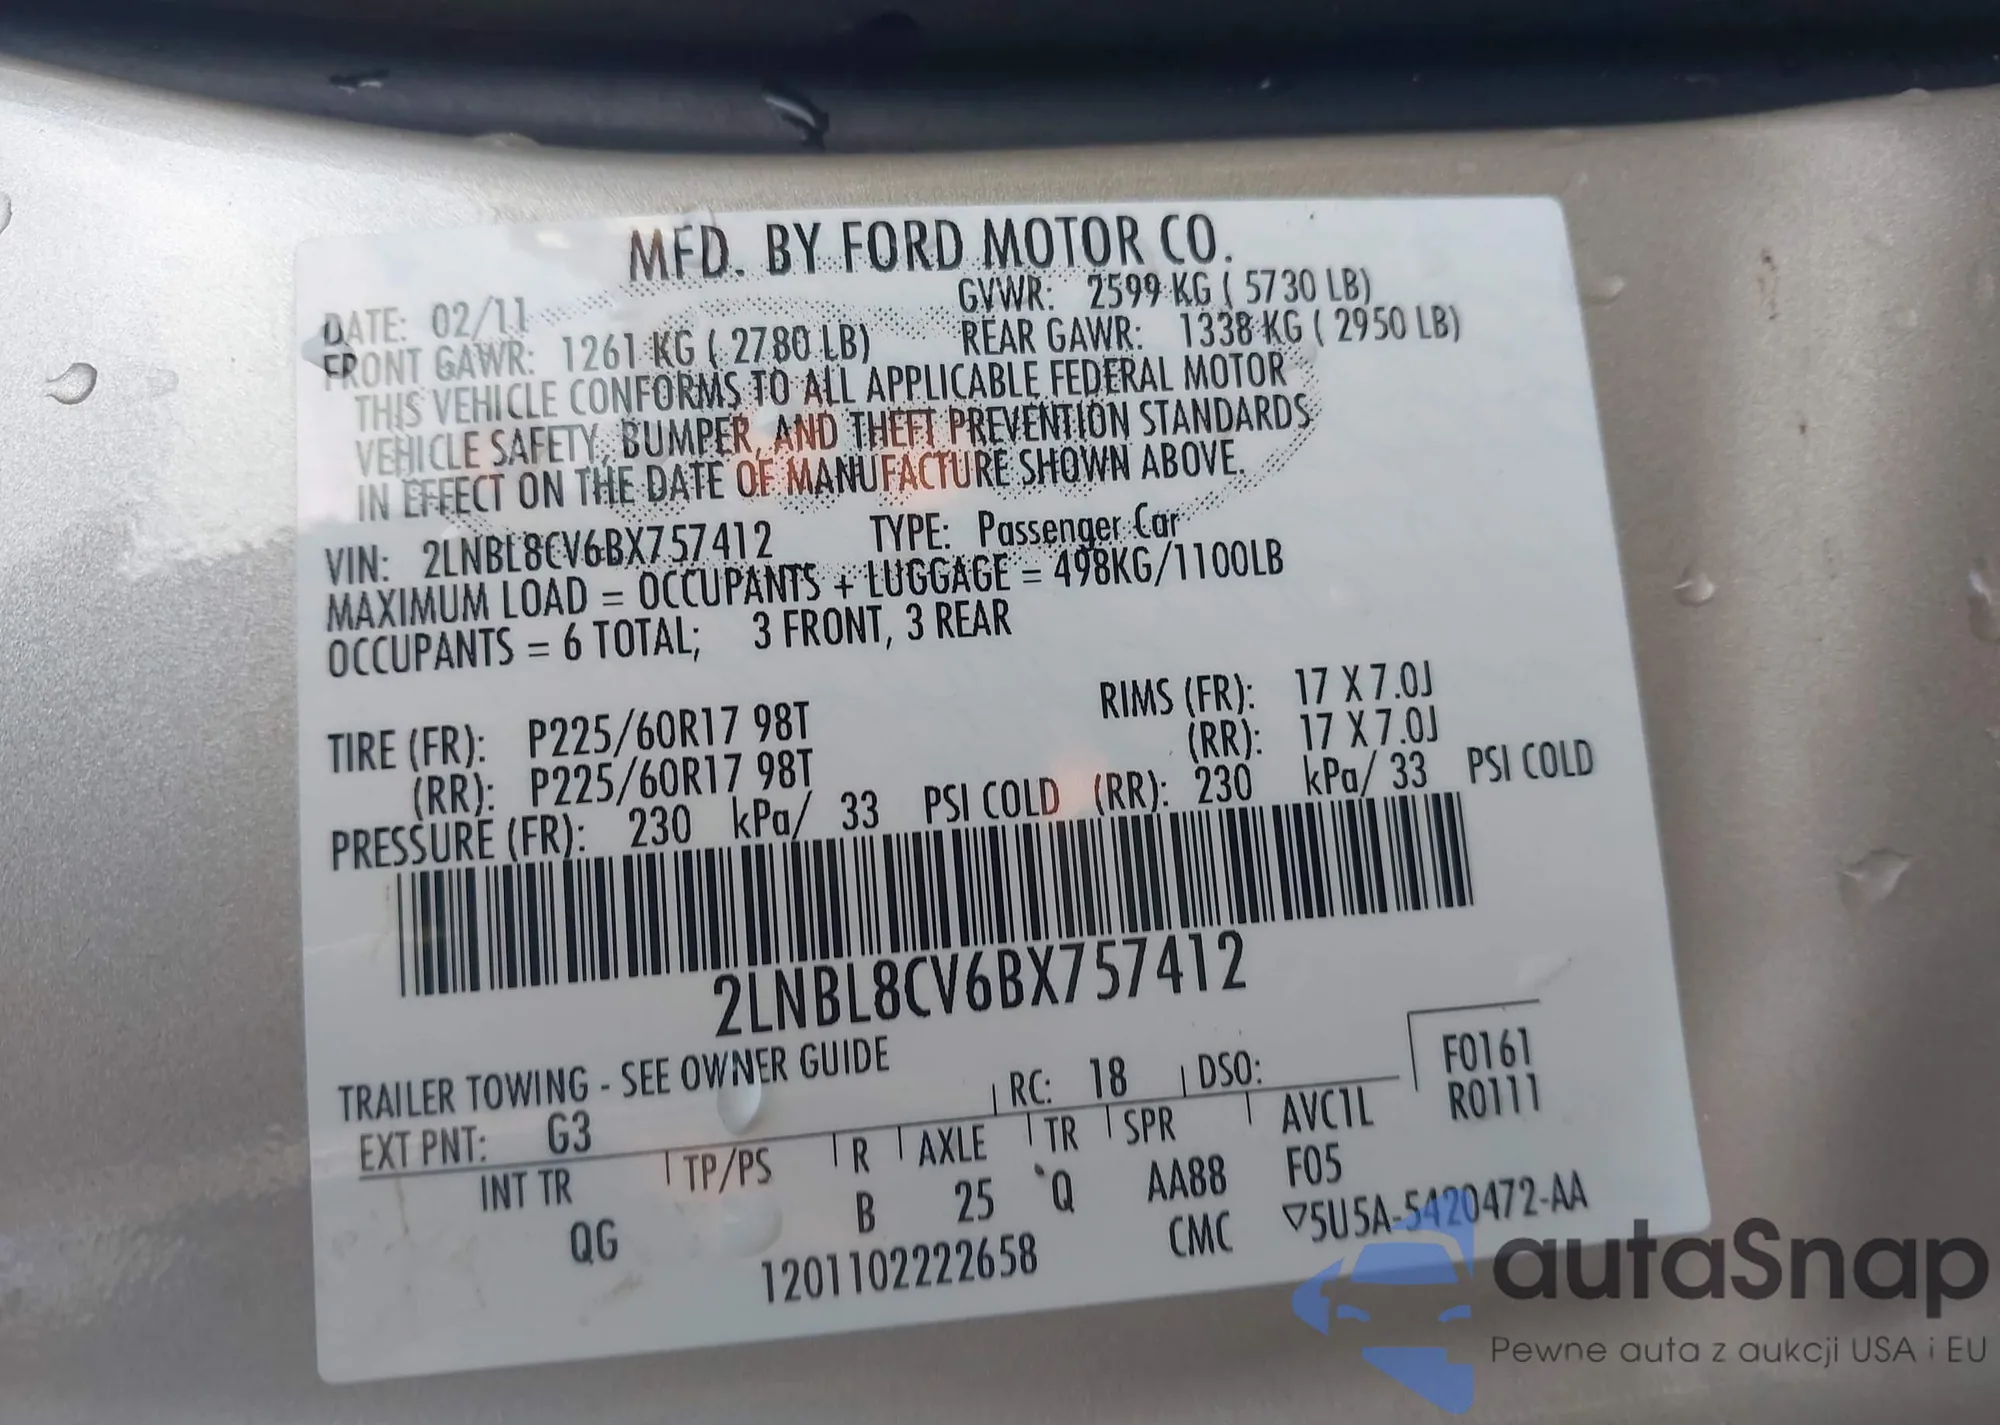 MFD. BY FORD MOTOR CO.
DATE: 02/11 GVWR: 2599 KG ( 5730 LB)
FRONT GAWR: 1261 KG ( 2780 LB) REAR GAWR: 1338 KG ( 2950 LB)
THIS VEHICLE CONFORMS TO ALL APPLICABLE FEDERAL MOTOR
VEHICLE SAFETY, BUMPER, AND THEFT PREVENTION STANDARDS
IN EFFECT ON THE DATE OF MANUFACTURE SHOWN ABOVE.
VIN: 2LNBL8CV6BX757412 TYPE: Passenger Car
MAXIMUM LOAD = OCCUPANTS + LUGGAGE = 498KG/1100LB
OCCUPANTS = 6 TOTAL; 3 FRONT, 3 REAR
TIRE (FR): P225/60R17 98T RIMS (FR): 17 X 7.0J
(RR): P225/60R17 98T (RR): 17 X 7.0J
PRESSURE (FR): 230 kPa/ 33 PSI COLD (RR): 230 kPa/ 33 PSI COLD
2LNBL8CV6BX757412
TRAILER TOWING - SEE OWNER GUIDE
F0161
EXT PNT: G3 RC: 18 DSO: R0111
INT TR TP/PS R AXLE TR SPR AVC1L
QG B 25 Q AA88 F05
1201102222658 CMC ▽5U5A-5420472-AA
autaSnap
Pewne auta z aukcji USA i EU